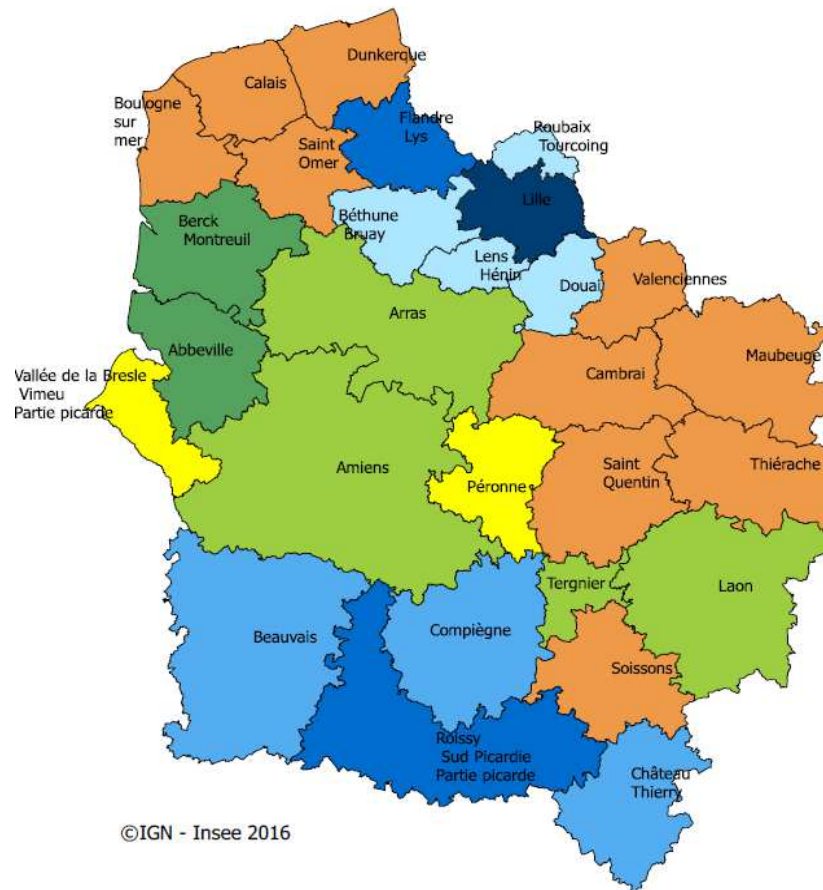 Dunkerque
Calais
Boulogne
sur
mer
Flandre
Lys
Roubaix
Tourcoing
Saint
Omer
Lille
Berck
Montreuil
Béthune
Bruay
Lens
Hénin
Douai
Valenciennes
Arras
Abbeville
Maubeuge
Vallée de la Bresle
Vimeu
Partie picarde
Cambrai
Amiens
Péronne
Saint
Quentin
Thiérache
Tergnier
Laon
Beauvais
Compiègne
Soissons
Roissy
Sud Picardie
Partie picarde
Château
Thierry
©IGN - Insee 2016